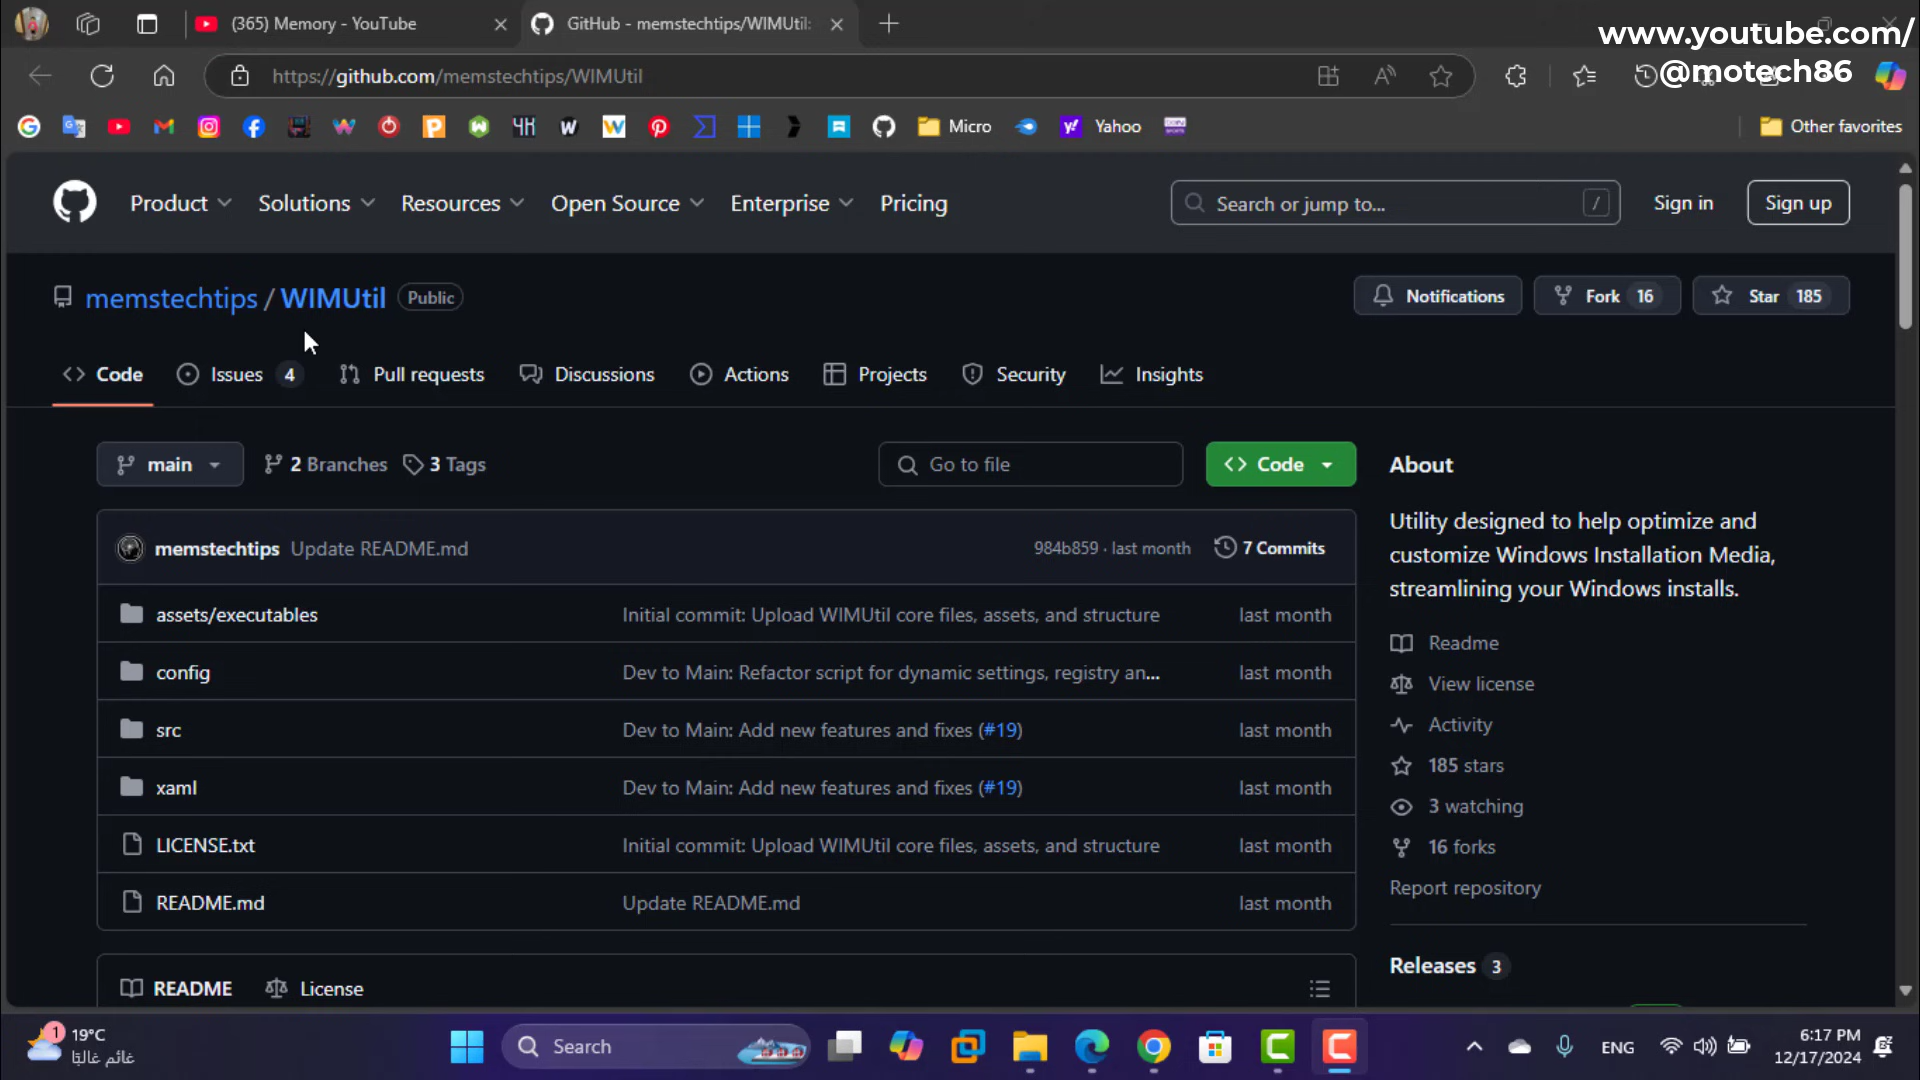 (365) Memory - YouTube
GitHub - memstechtips/WIMUtil:
www.youtube.com/
@motech86
https://github.com/memstechtips/WIMUtil
Micro
Yahoo
Other favorites
Product
Solutions
Resources
Open Source
Enterprise
Pricing
Search or jump to...
/
Sign in
Sign up
memstechtips / WIMUtil
Public
Notifications
Fork 16
Star 185
Code
Issues 4
Pull requests
Discussions
Actions
Projects
Security
Insights
main
2 Branches
3 Tags
Go to file
Code
About
Utility designed to help optimize and
customize Windows Installation Media,
streamlining your Windows installs.
memstechtips Update README.md
984b859 · last month
7 Commits
assets/executables
Initial commit: Upload WIMUtil core files, assets, and structure
last month
config
Dev to Main: Refactor script for dynamic settings, registry an...
last month
src
Dev to Main: Add new features and fixes (#19)
last month
xaml
Dev to Main: Add new features and fixes (#19)
last month
LICENSE.txt
Initial commit: Upload WIMUtil core files, assets, and structure
last month
README.md
Update README.md
last month
Readme
View license
Activity
185 stars
3 watching
16 forks
Report repository
Releases 3
README
License
1
19°C
غائم غالبًا
Search
ENG
6:17 PM
12/17/2024